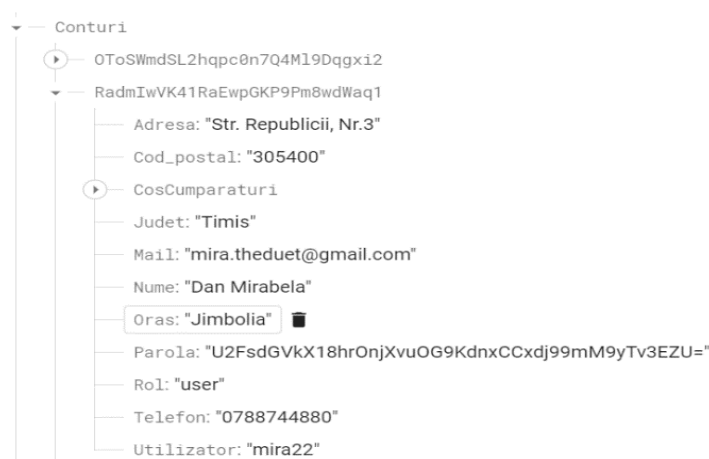 Conturi
OToSWmdSL2hqpc0n7Q4Ml9Dqgxi2
RadmIwVK41RaEwpGKP9Pm8wdWaq1
Adresa: "Str. Republicii, Nr.3"
Cod_postal: "305400"
CosCumparaturi
Judet: "Timis"
Mail: "mira.theduet@gmail.com"
Nume: "Dan Mirabela"
Oras: "Jimbolia"
Parola: "U2FsdGVkX18hrOnjXvuOG9KdnxCCxdj99mM9yTv3EZU="
Rol: "user"
Telefon: "0788744880"
Utilizator: "mira22"